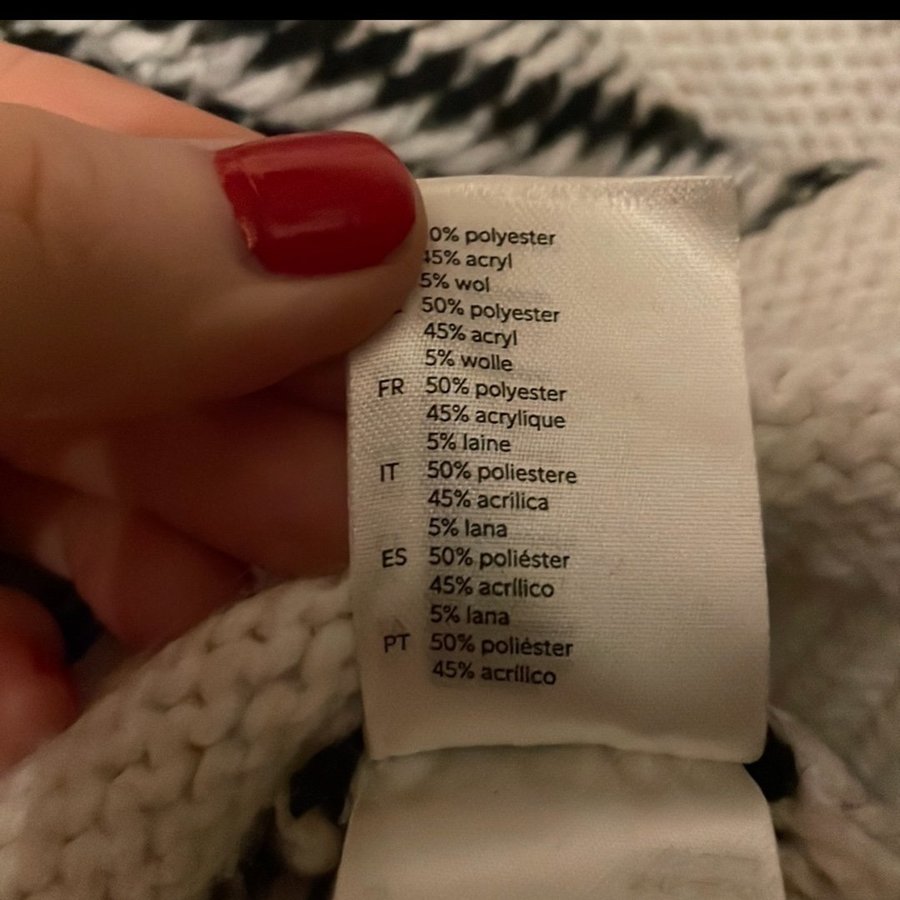 0% polyester
45% acryl
5% wol
50% polyester
45% acryl
5% wolle
FR 50% polyester
45% acrylique
5% laine
IT 50% poliestere
45% acrilica
5% lana
ES 50% poliéster
45% acrílico
5% lana
PT 50% poliéster
45% acrílico